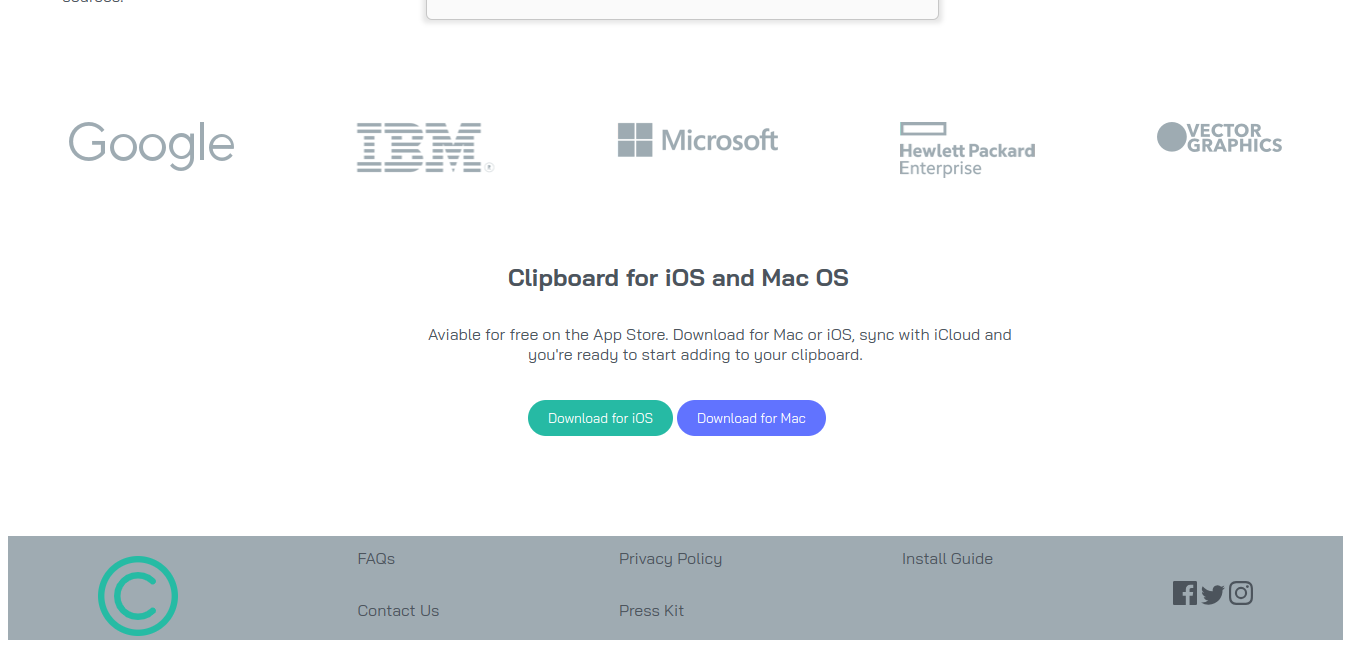 sources.
Google
IBM
Microsoft
Hewlett Packard
Enterprise
VECTOR
GRAPHICS
Clipboard for iOS and Mac OS
Aviable for free on the App Store. Download for Mac or iOS, sync with iCloud and
you're ready to start adding to your clipboard.
Download for iOS
Download for Mac
FAQs
Privacy Policy
Install Guide
Contact Us
Press Kit